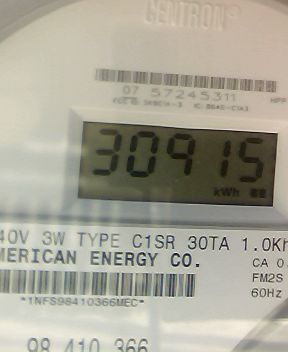 CENTRON®
07 57245311
30915
kWh
40V 3W TYPE C1SR 30TA 1.0Kh
MERICAN ENERGY CO.
CA 0.
FM2S
60Hz
*1NFS98410366MEC*
98 410 366